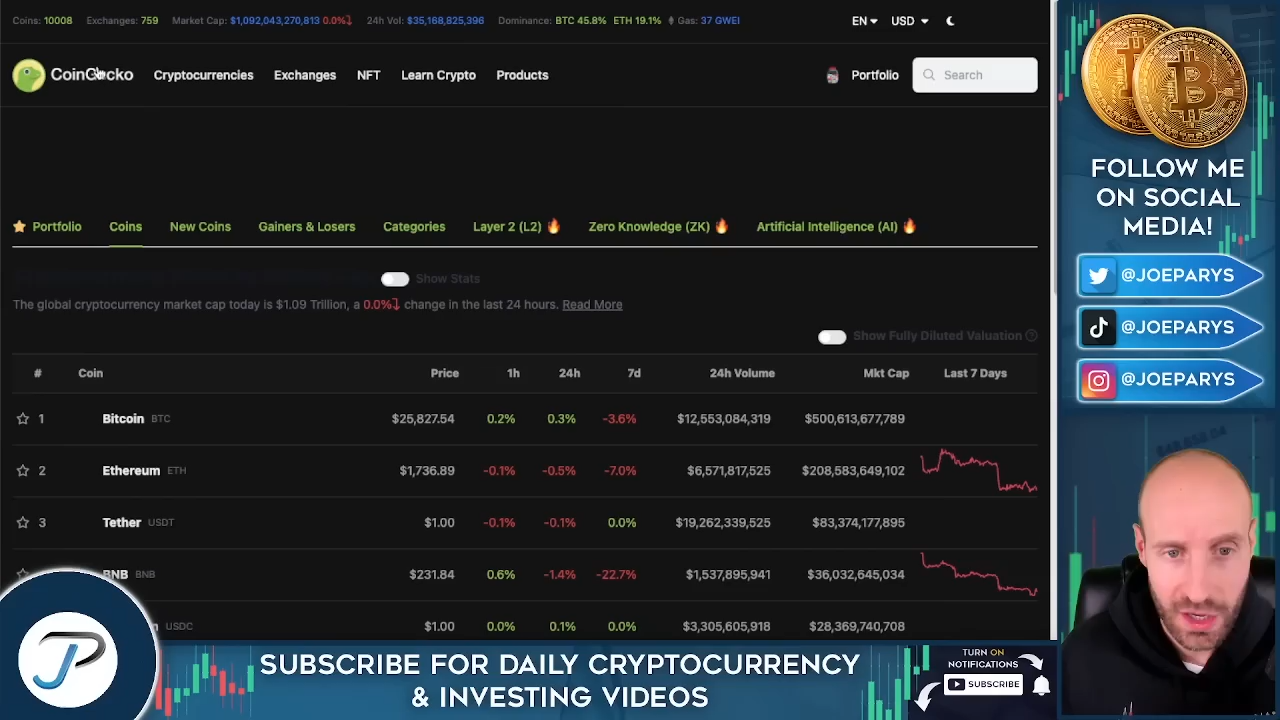 Coins: 10008 Exchanges: 759 Market Cap: $1,092,043,270,813 0.0% 24h Vol: $35,168,825,396 Dominance: BTC 45.8% ETH 19.1% Gas: 37 GWEI EN USD
CoinGecko Cryptocurrencies Exchanges NFT Learn Crypto Products Portfolio Search
Portfolio Coins New Coins Gainers & Losers Categories Layer 2 (L2) Zero Knowledge (ZK) Artificial Intelligence (AI)
Show Stats
The global cryptocurrency market cap today is $1.09 Trillion, a 0.0% change in the last 24 hours. Read More
Show Fully Diluted Valuation
# Coin Price 1h 24h 7d 24h Volume Mkt Cap Last 7 Days
1 Bitcoin BTC $25,827.54 0.2% 0.3% -3.6% $12,553,084,319 $500,613,677,789
2 Ethereum ETH $1,736.89 -0.1% -0.5% -7.0% $6,571,817,525 $208,583,649,102
3 Tether USDT $1.00 -0.1% -0.1% 0.0% $19,262,339,525 $83,374,177,895
BNB BNB $231.84 0.6% -1.4% -22.7% $1,537,895,941 $36,032,645,034
USDC $1.00 0.0% 0.1% 0.0% $3,305,605,918 $28,369,740,708
FOLLOW ME
ON SOCIAL
MEDIA!
@JOEPARYS
@JOEPARYS
@JOEPARYS
SUBSCRIBE FOR DAILY CRYPTOCURRENCY
& INVESTING VIDEOS
TURN ON
NOTIFICATIONS
SUBSCRIBE